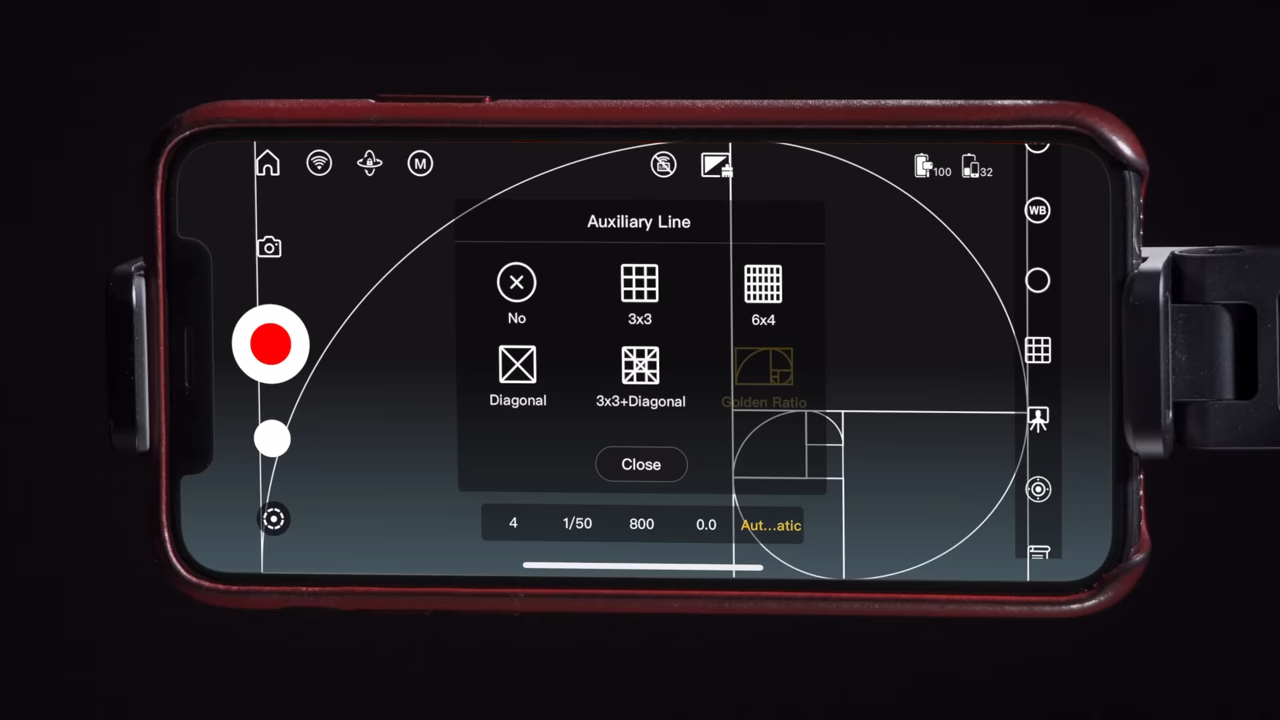 M
100
32
WB
Auxiliary Line
No
3x3
6x4
Diagonal
3x3+Diagonal
Golden Ratio
Close
4
1/50
800
0.0
Aut...atic